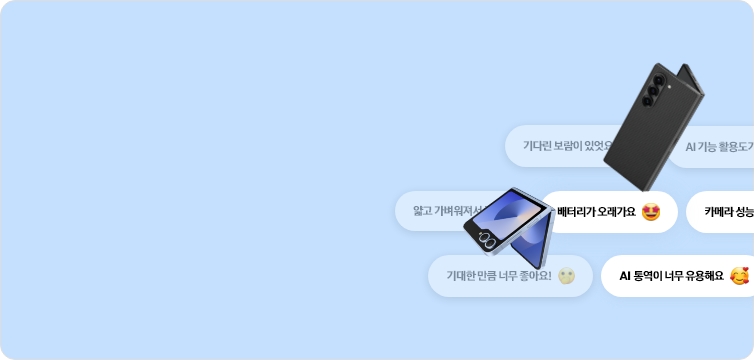 기다린 보람이 있엇요
AI 기능 활용도가
얇고 가벼워져서
배터리가 오래가요
카메라 성능
기대한 만큼 너무 좋아요!
AI 통역이 너무 유용해요